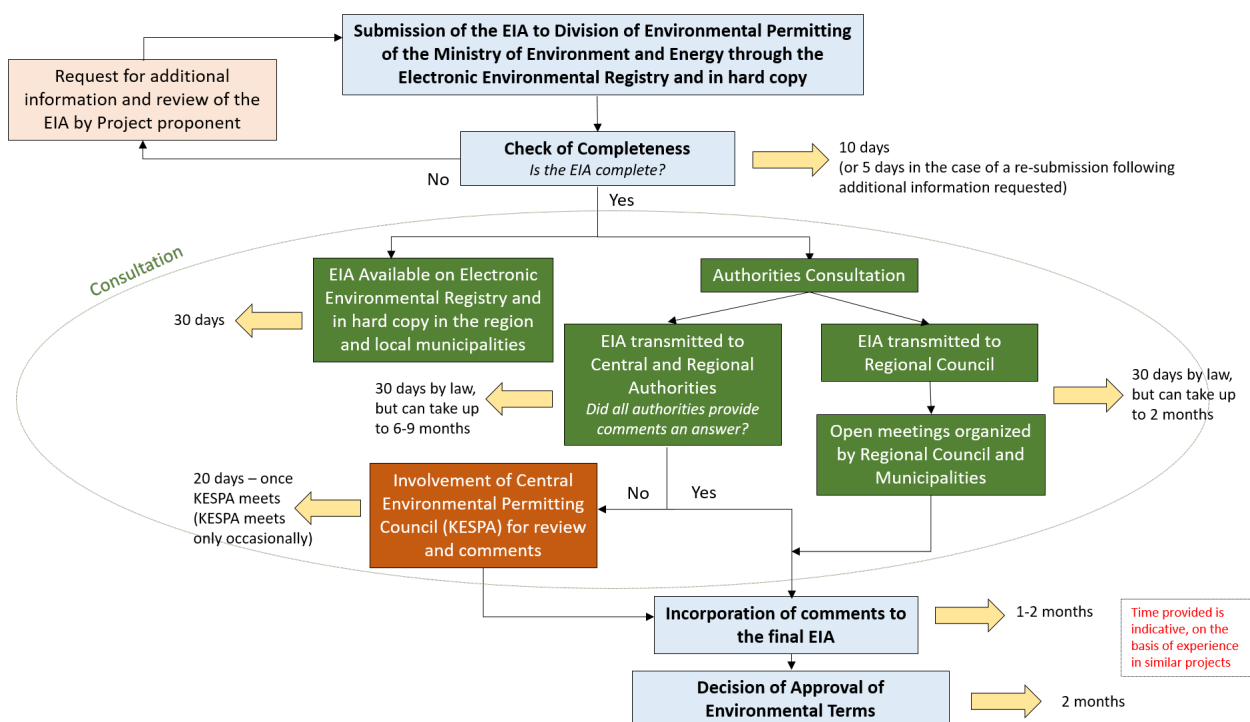 Submission of the EIA to Division of Environmental Permitting
of the Ministry of Environment and Energy through the
Electronic Environmental Registry and in hard copy
Request for additional
information and review of the
EIA by Project proponent
Check of Completeness
Is the EIA complete?
10 days
(or 5 days in the case of a re-submission following
additional information requested)
No
Yes
Consultation
EIA Available on Electronic
Environmental Registry and
in hard copy in the region
and local municipalities
30 days
Authorities Consultation
EIA transmitted to
Central and Regional
Authorities
Did all authorities provide
comments an answer?
30 days by law,
but can take up
to 6-9 months
EIA transmitted to
Regional Council
30 days by law,
but can take up
to 2 months
Open meetings organized
by Regional Council and
Municipalities
No
Yes
Involvement of Central
Environmental Permitting
Council (KESPA) for review
and comments
20 days – once
KESPA meets
(KESPA meets
only occasionally)
Incorporation of comments to
the final EIA
1-2 months
Time provided is
indicative, on the
basis of experience
in similar projects
Decision of Approval of
Environmental Terms
2 months